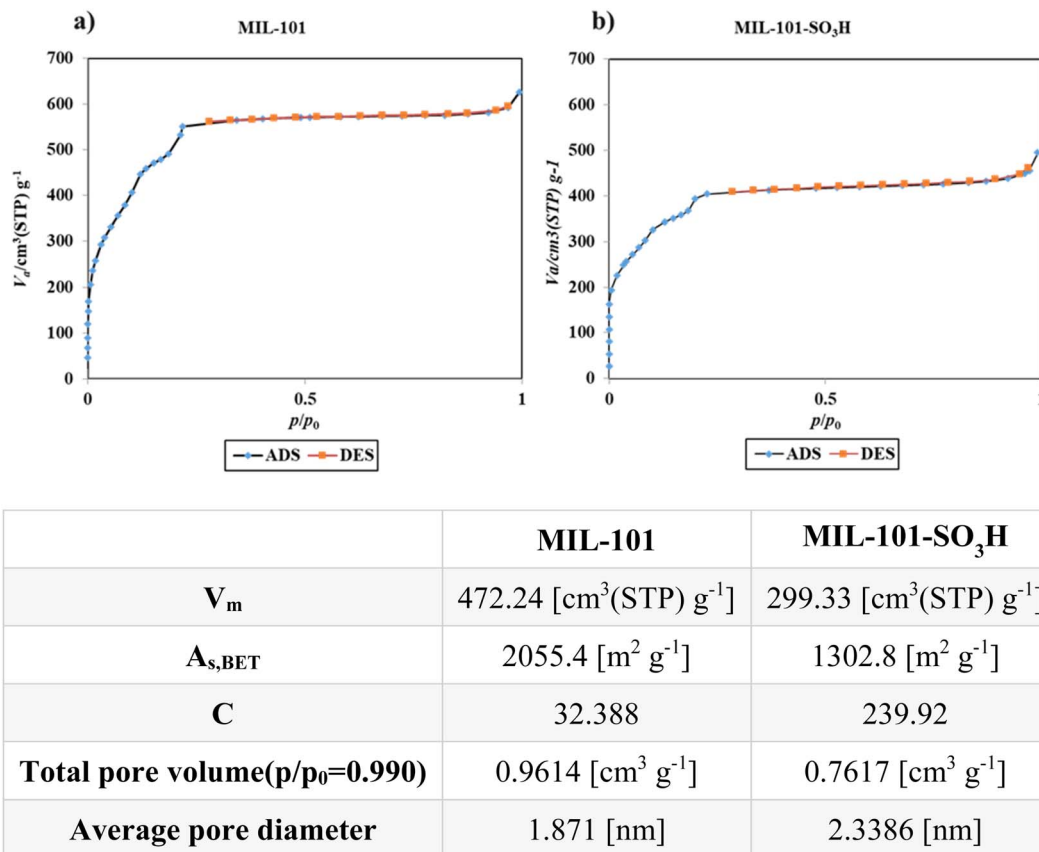 a)
MIL-101
700
600
500
400
300
200
100
0
Vₐ/cm³(STP) g⁻¹
0
0.5
1
p/p₀
ADS DES
b)
MIL-101-SO₃H
700
600
500
400
300
200
100
0
Va/cm3(STP) g-1
0
0.5
p/p₀
ADS DES
MIL-101 MIL-101-SO₃H
Vₘ 472.24 [cm³(STP) g⁻¹] 299.33 [cm³(STP) g⁻¹]
Aₛ,BET 2055.4 [m² g⁻¹] 1302.8 [m² g⁻¹]
C 32.388 239.92
Total pore volume(p/p₀=0.990) 0.9614 [cm³ g⁻¹] 0.7617 [cm³ g⁻¹]
Average pore diameter 1.871 [nm] 2.3386 [nm]